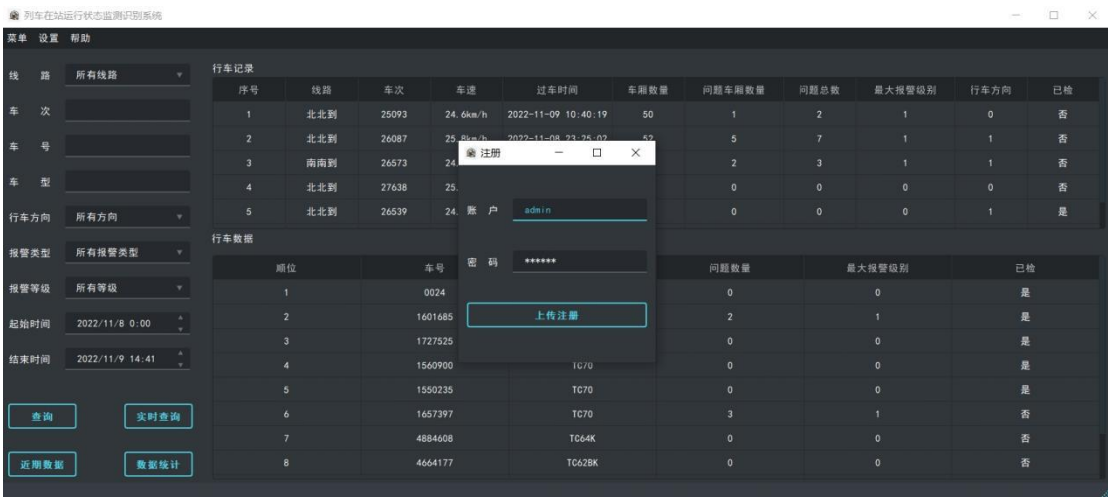 列车在站运行状态监测识别系统
菜单 设置 帮助
线 路 所有线路
车 次
车 号
车 型
行车方向 所有方向
报警类型 所有报警类型
报警等级 所有等级
起始时间 2022/11/8 0:00
结束时间 2022/11/9 14:41
查询 实时查询
近期数据 数据统计
行车记录
序号 线路 车次 车速 过车时间 车厢数量 问题车厢数量 问题总数 最大报警级别 行车方向 已检
1 北北到 25093 24.6km/h 2022-11-09 10:40:19 50 1 2 1 0 否
2 北北到 26087 25.8km/h 2022-11-08 23:25:02 52 5 7 1 1 否
3 南南到 26573 24. 2 3 1 1 否
4 北北到 27638 25. 0 0 0 0 否
5 北北到 26539 24. 0 0 0 1 是
行车数据
顺位 车号 问题数量 最大报警级别 已检
1 0024 0 0 是
2 1601685 2 1 是
3 1727525 0 0 是
4 1560900 TC70 0 0 是
5 1550235 TC70 0 0 是
6 1657397 TC70 3 1 否
7 4884608 TC64K 0 0 否
8 4664177 TC62BK 0 0 否
注册
账 户 admin
密 码 ******
上传注册